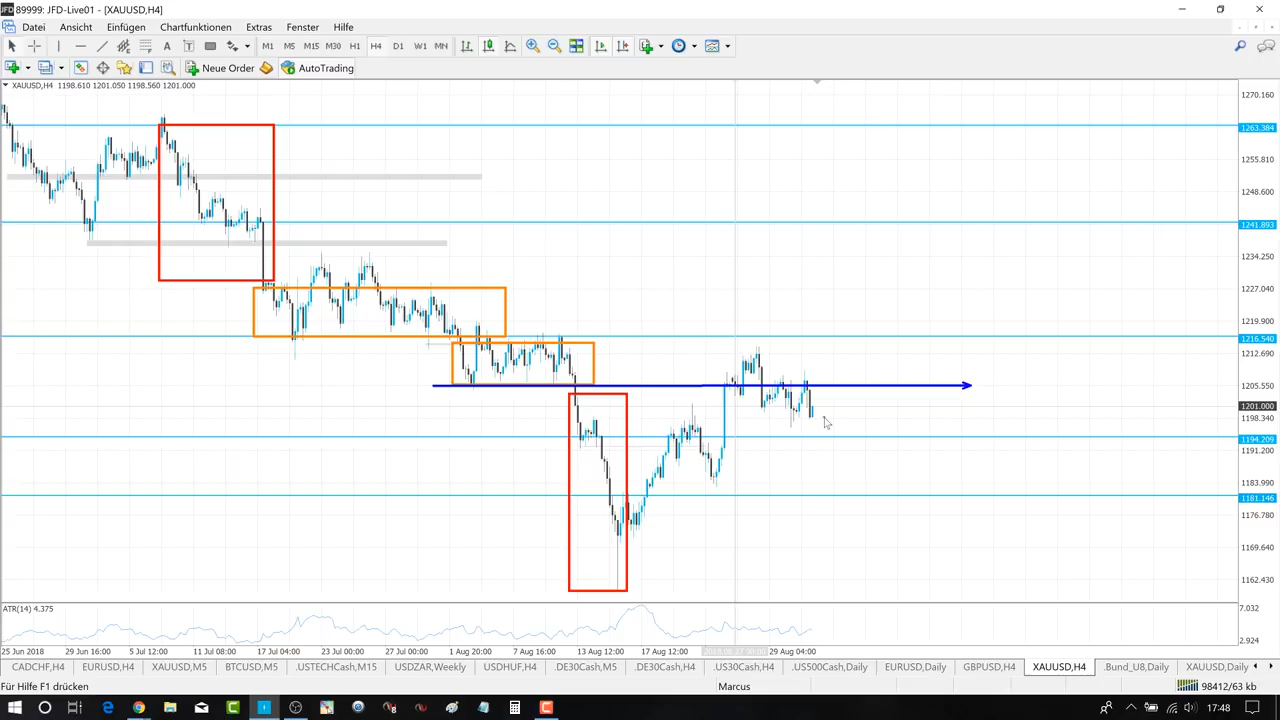 JFD 89999: JFD-Live01 - [XAUUSD,H4]
Datei Ansicht Einfügen Chartfunktionen Extras Fenster Hilfe
A T M1 M5 M15 M30 H1 H4 D1 W1 MN
Neue Order AutoTrading
XAUUSD,H4 1198.610 1201.050 1198.560 1201.000
1270.160
1263.384
1255.810
1248.600
1241.893
1234.250
1227.040
1219.900
1216.540
1212.690
1205.550
1201.000
1198.340
1194.209
1191.200
1183.990
1181.146
1176.780
1169.640
1162.430
ATR(14) 4.375
7.032
2.924
25 Jun 2018 29 Jun 16:00 5 Jul 12:00 11 Jul 08:00 17 Jul 04:00 23 Jul 00:00 27 Jul 00:00 1 Aug 20:00 7 Aug 16:00 13 Aug 12:00 17 Aug 12:00 29 Aug 04:00
CADCHF,H4 EURUSD,H4 XAUUSD,M5 BTCUSD,M5 .USTECHCash,M15 USDZAR,Weekly USDHUF,H4 .DE30Cash,M5 .DE30Cash,H4 .US30Cash,H4 .US500Cash,Daily EURUSD,Daily GBPUSD,H4 XAUUSD,H4 Bund_U8,Daily XAUUSD,Daily
Für Hilfe F1 drücken Marcus 98412/63 kb
17:48